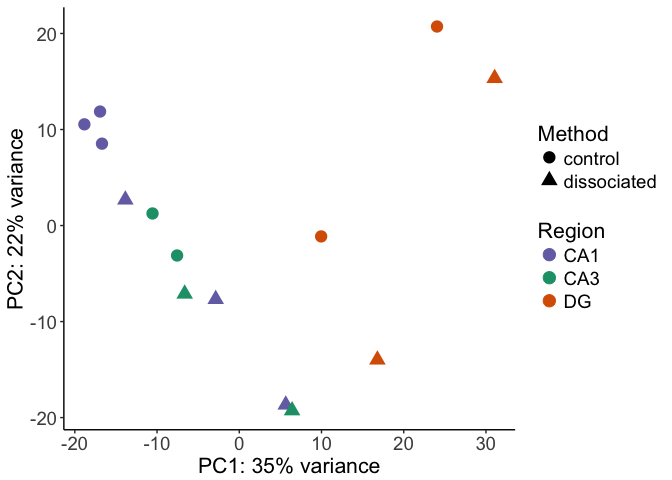 PC2: 22% variance
20
10
0
-10
-20
-20 -10 0 10 20 30
PC1: 35% variance
Method
control
dissociated
Region
CA1
CA3
DG